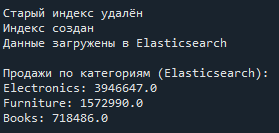 Старый индекс удалён
Индекс создан
Данные загружены в Elasticsearch
Продажи по категориям (Elasticsearch):
Electronics: 3946647.0
Furniture: 1572990.0
Books: 718486.0